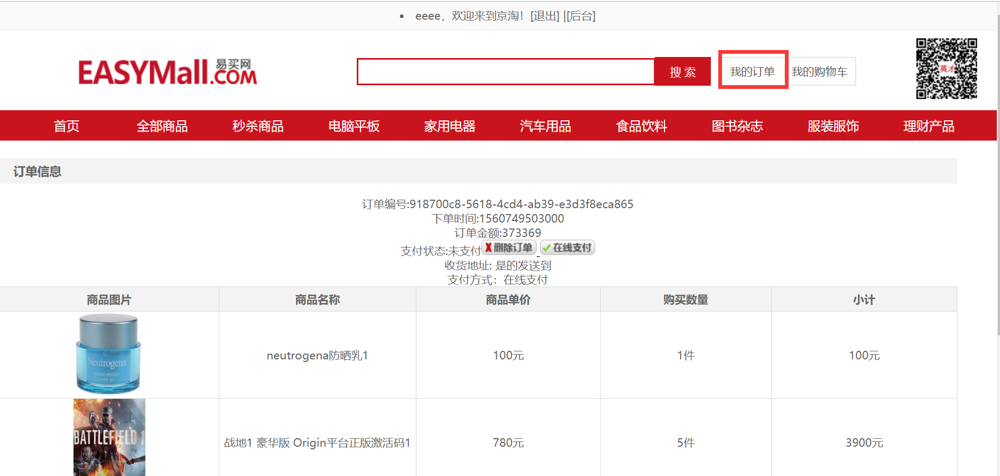 eeee，欢迎来到京淘！[退出] |[后台]
EASYMall.COM 易买网
搜 索
我的订单
我的购物车
英才
首页 全部商品 秒杀商品 电脑平板 家用电器 汽车用品 食品饮料 图书杂志 服装服饰 理财产品
订单信息
订单编号:918700c8-5618-4cd4-ab39-e3d3f8eca865
下单时间:1560749503000
订单金额:373369
支付状态:未支付 删除订单 在线支付
收货地址: 是的发送到
支付方式：在线支付
商品图片 商品名称 商品单价 购买数量 小计
Neutrogena
HYDRO BOOST
water gel
neutrogena防晒乳1 100元 1件 100元
BATTLEFIELD 1
战地1 豪华版 Origin平台正版激活码1 780元 5件 3900元